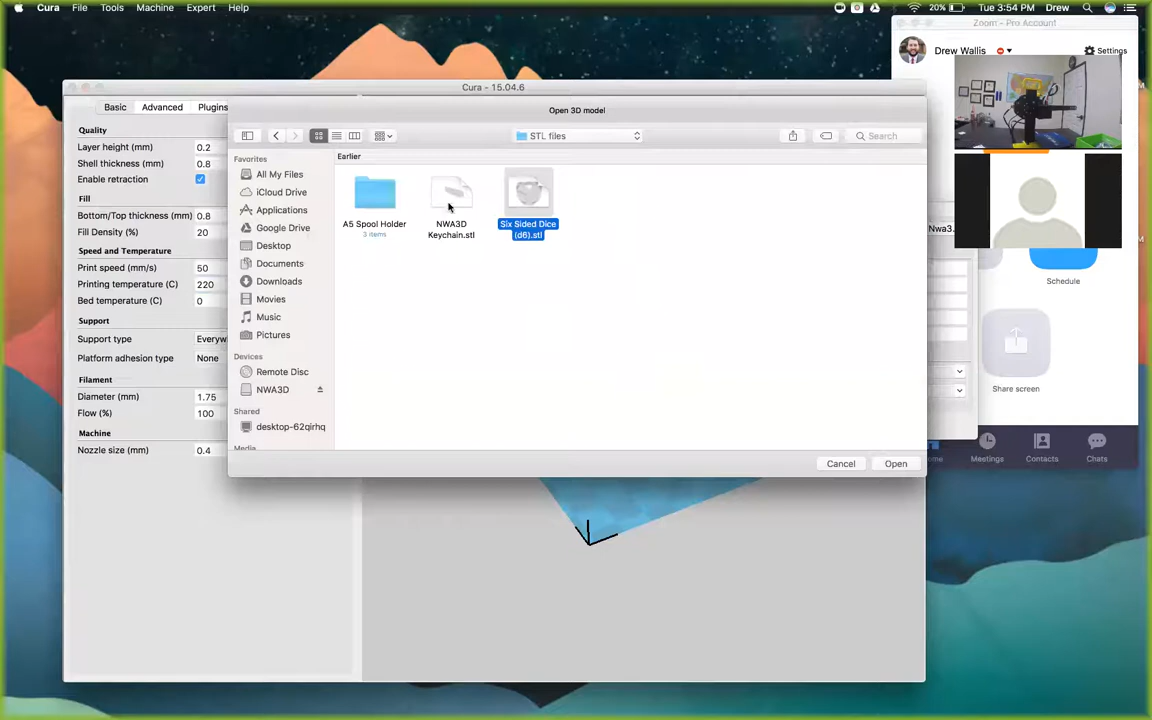 Cura File Tools Machine Expert Help
20% Tue 3:54 PM Drew
Zoom - Pro Account
Drew Wallis Settings
Cura - 15.04.6
Basic Advanced Plugins
Open 3D model
STL files Search
Quality
Layer height (mm) 0.2
Shell thickness (mm) 0.8
Enable retraction
Fill
Bottom/Top thickness (mm) 0.8
Fill Density (%) 20
Speed and Temperature
Print speed (mm/s) 50
Printing temperature (C) 220
Bed temperature (C) 0
Support
Support type Everyw
Platform adhesion type None
Filament
Diameter (mm) 1.75
Flow (%) 100
Machine
Nozzle size (mm) 0.4
Favorites
All My Files
iCloud Drive
Applications
Google Drive
Desktop
Documents
Downloads
Movies
Music
Pictures
Devices
Remote Disc
NWA3D
Shared
desktop-62qirhq
Media
Earlier
A5 Spool Holder
3 items
NWA3D
Keychain.stl
Six Sided Dice
(d6).stl
Cancel Open
Nwa3.
Schedule
Share screen
ome Meetings Contacts Chats